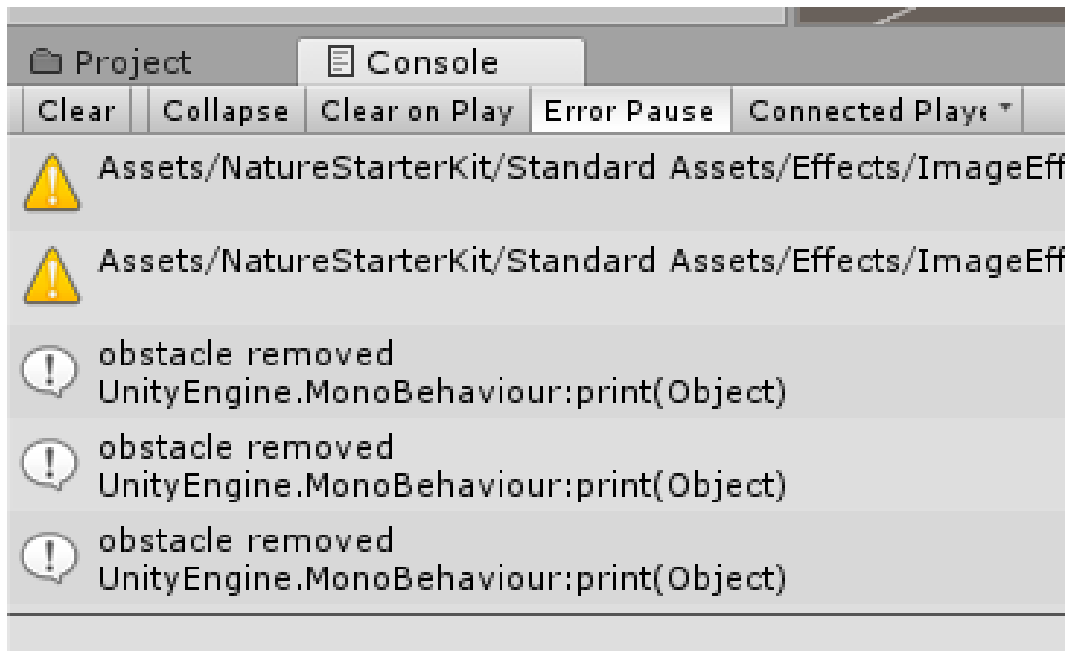 Project
Console
Clear
Collapse
Clear on Play
Error Pause
Connected Playe
Assets/NatureStarterKit/Standard Assets/Effects/ImageEff
Assets/NatureStarterKit/Standard Assets/Effects/ImageEff
obstacle removed
UnityEngine.MonoBehaviour:print(Object)
obstacle removed
UnityEngine.MonoBehaviour:print(Object)
obstacle removed
UnityEngine.MonoBehaviour:print(Object)